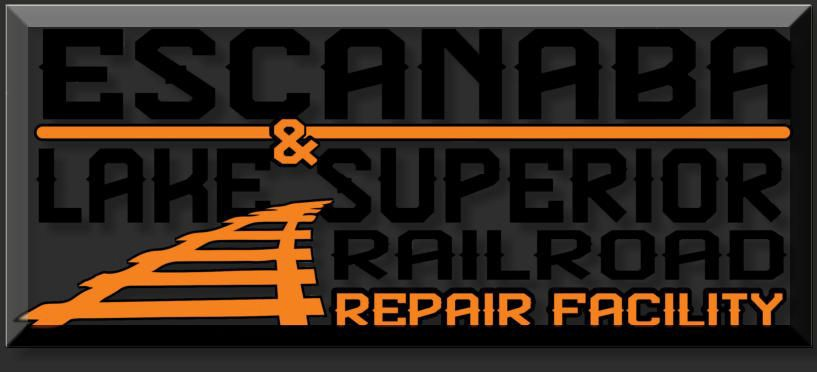 ESCANABA
&
LAKE SUPERIOR
RAILROAD
REPAIR FACILITY